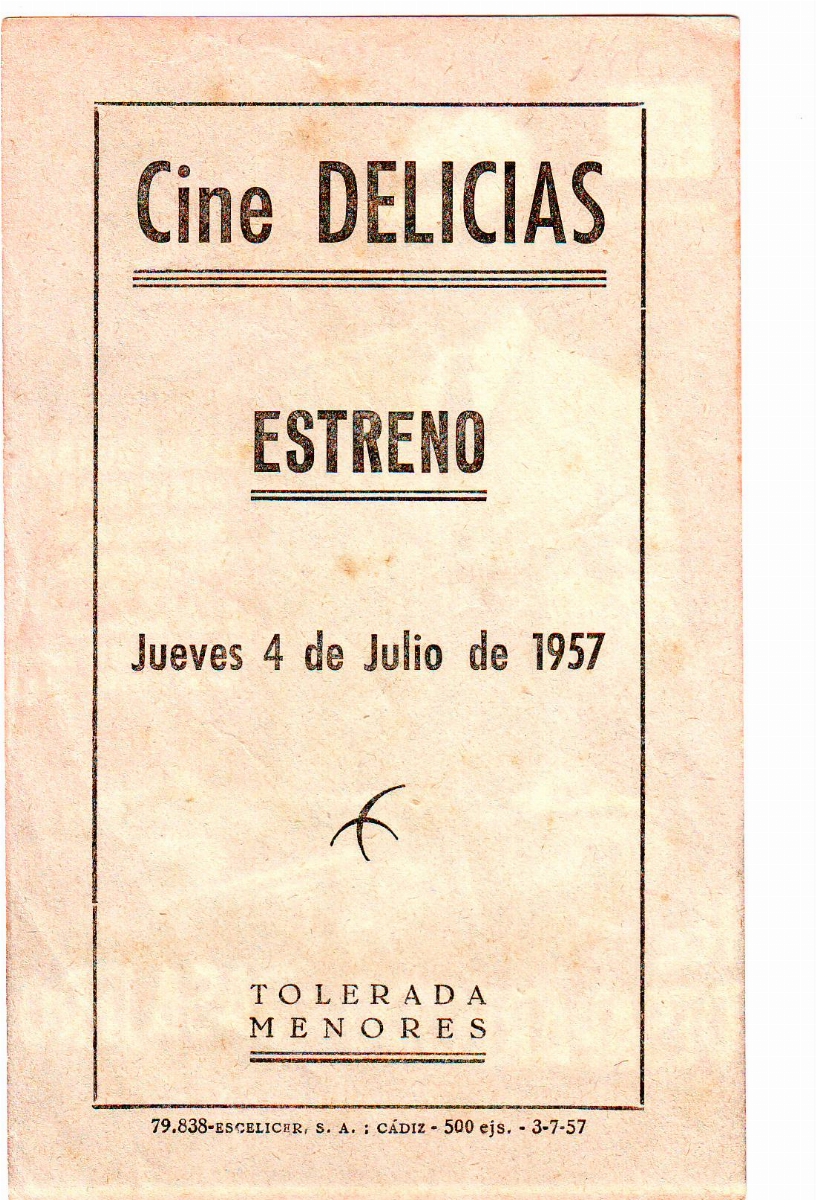 Cine DELICIAS
ESTRENO
Jueves 4 de Julio de 1957
TOLERADA
MENORES
79.838-ESCELICER, S. A. : CÁDIZ - 500 ejs. - 3-7-57